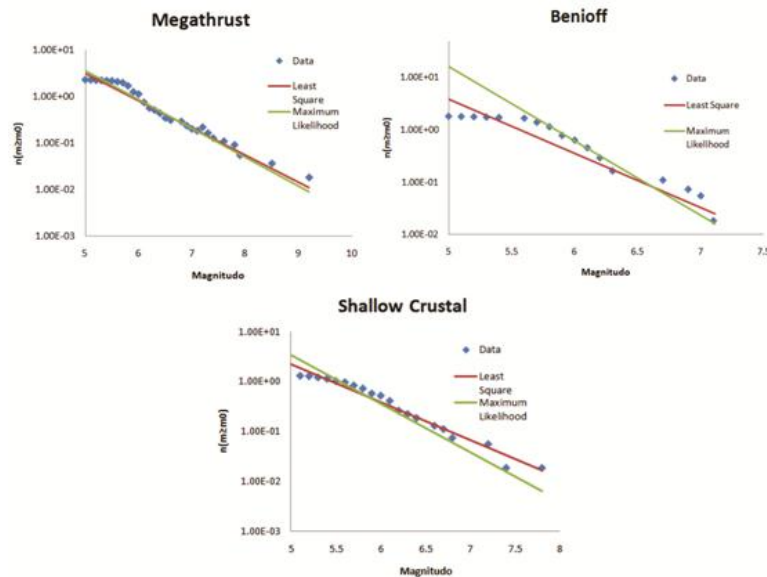 Megathrust
1.00E+01
1.00E+00
1.00E-01
1.00E-02
1.00E-03
n(m≥m0)
5
6
7
8
9
10
Magnitudo
Data
Least
Square
Maximum
Likelihood
Benioff
1.00E+01
1.00E+00
1.00E-01
1.00E-02
n(m≥m0)
5
5.5
6
6.5
7
7.5
Magnitudo
Data
Least Square
Maximum
Likelihood
Shallow Crustal
1.00E+01
1.00E+00
1.00E-01
1.00E-02
1.00E-03
n(m≥m0)
5
5.5
6
6.5
7
7.5
8
Magnitudo
Data
Least
Square
Maximum
Likelihood